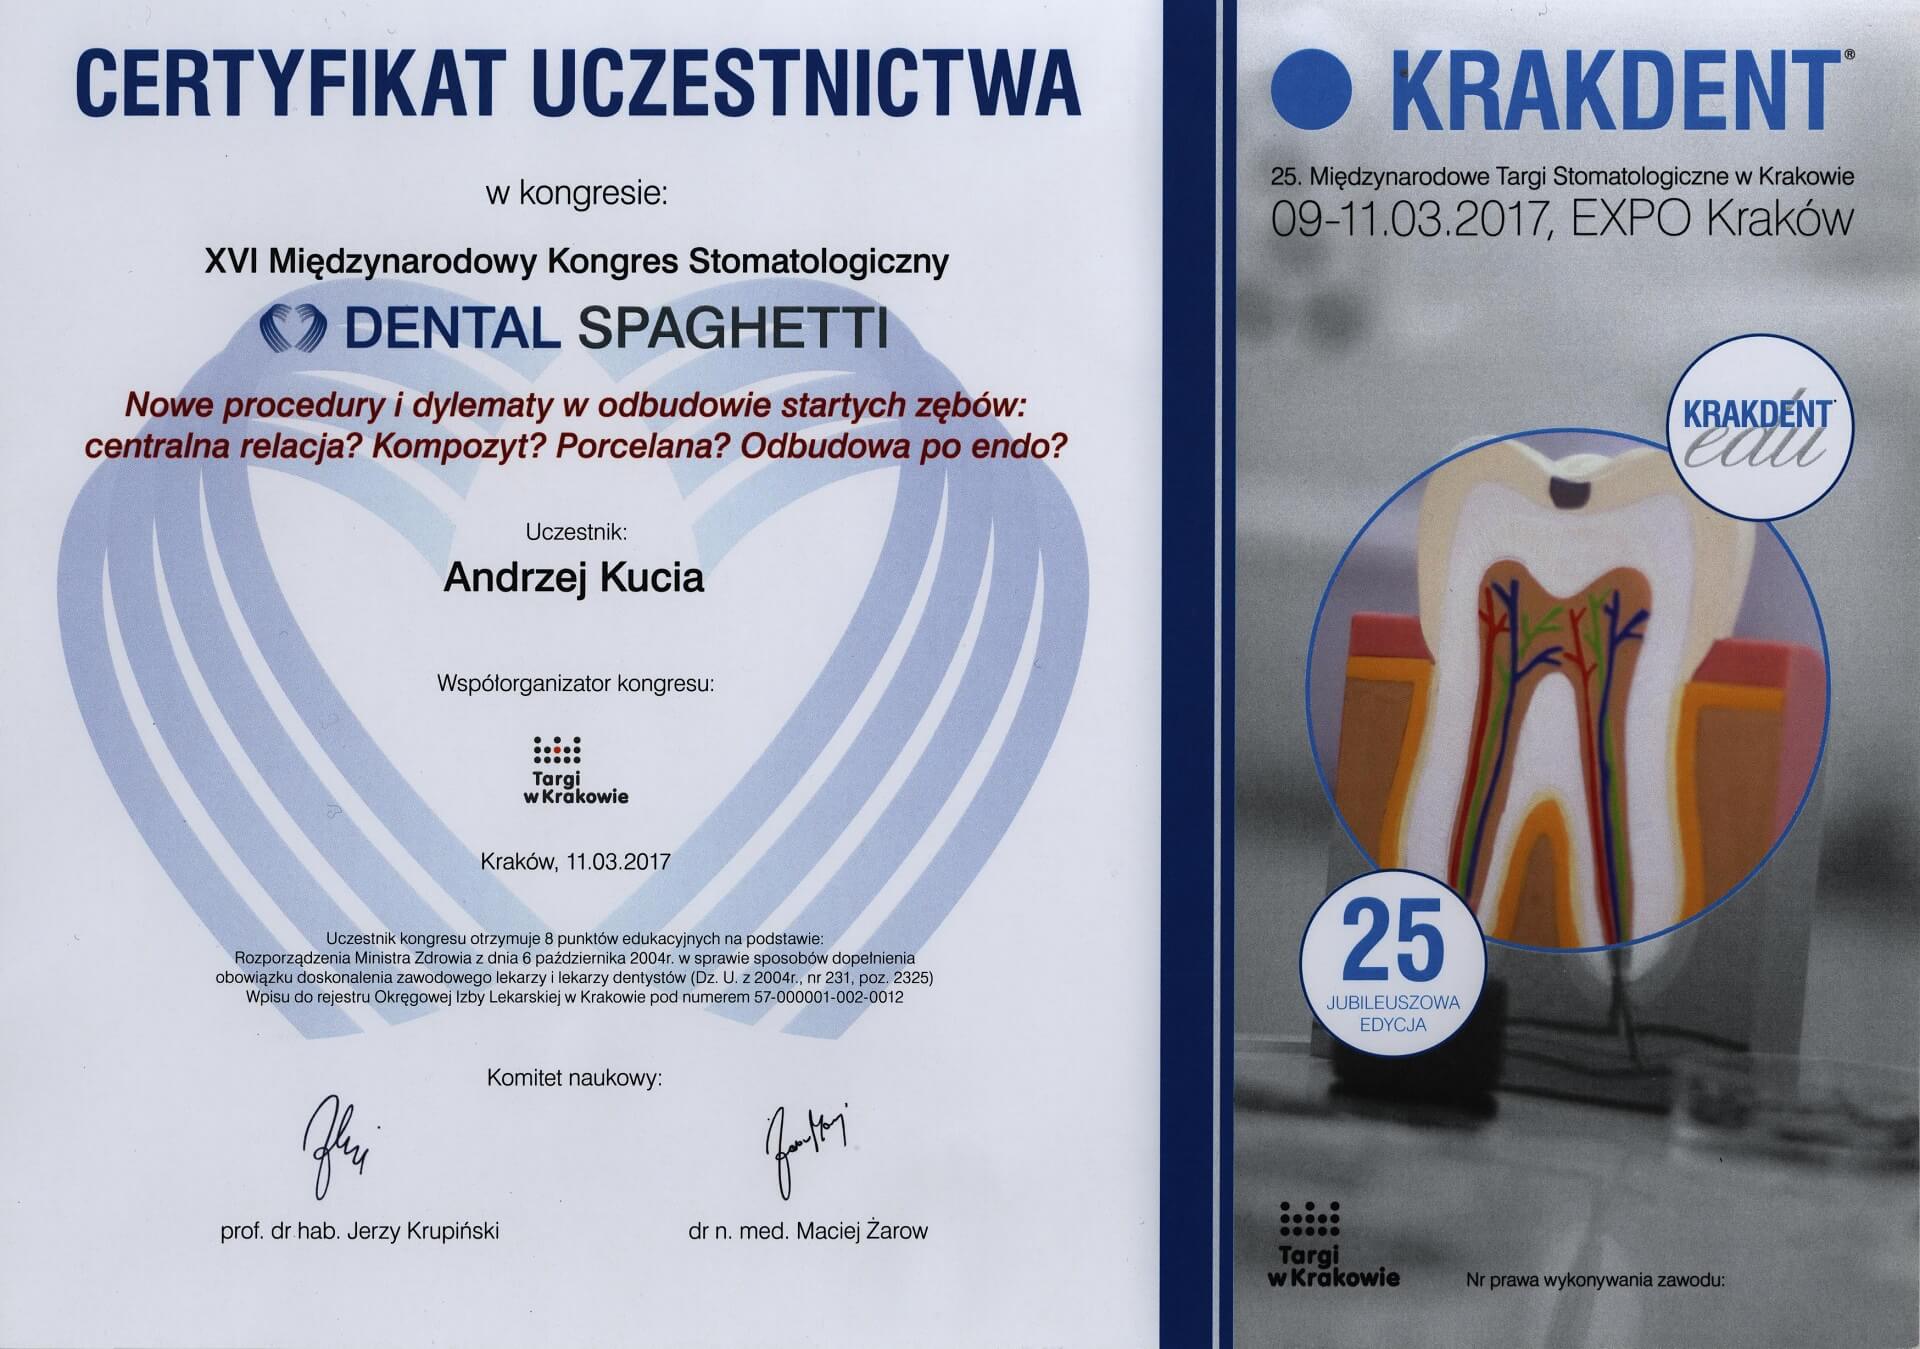 CERTYFIKAT UCZESTNICTWA
w kongresie:
XVI Międzynarodowy Kongres Stomatologiczny
DENTAL SPAGHETTI
Nowe procedury i dylematy w odbudowie startych zębów:
centralna relacja? Kompozyt? Porcelana? Odbudowa po endo?
Uczestnik:
Andrzej Kucia
Współorganizator kongresu:
Targi
w Krakowie
Kraków, 11.03.2017
Uczestnik kongresu otrzymuje 8 punktów edukacyjnych na podstawie:
Rozporządzenia Ministra Zdrowia z dnia 6 października 2004r. w sprawie sposobów dopełnienia
obowiązku doskonalenia zawodowego lekarzy i lekarzy dentystów (Dz. U. z 2004r., nr 231, poz. 2325)
Wpisu do rejestru Okręgowej Izby Lekarskiej w Krakowie pod numerem 57-000001-002-0012
Komitet naukowy:
prof. dr hab. Jerzy Krupiński
dr n. med. Maciej Żarow
KRAKDENT®
25. Międzynarodowe Targi Stomatologiczne w Krakowie
09-11.03.2017, EXPO Kraków
KRAKDENT
edu
25
JUBILEUSZOWA
EDYCJA
Targi
w Krakowie
Nr prawa wykonywania zawodu: